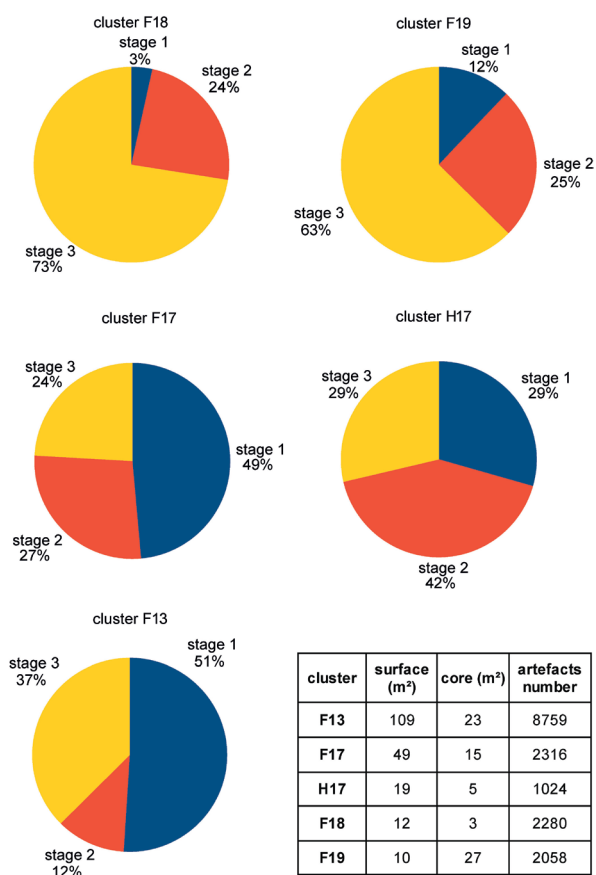 cluster F18
stage 1
3%
stage 2
24%
stage 3
73%
cluster F19
stage 1
12%
stage 2
25%
stage 3
63%
cluster F17
stage 3
24%
stage 1
49%
stage 2
27%
cluster H17
stage 3
29%
stage 1
29%
stage 2
42%
cluster F13
stage 1
51%
stage 3
37%
stage 2
12%
cluster surface (m²) core (m²) artefacts number
F13 109 23 8759
F17 49 15 2316
H17 19 5 1024
F18 12 3 2280
F19 10 27 2058